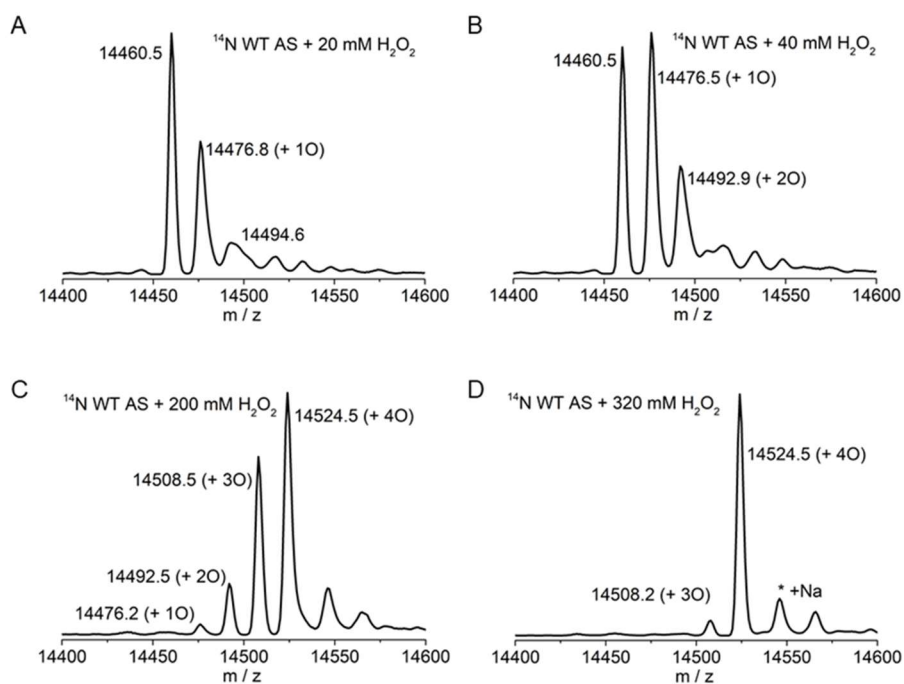 A
¹⁴N WT AS + 20 mM H₂O₂
14460.5
14476.8 (+ 1O)
14494.6
14400 14450 14500 14550 14600
m / z
B
¹⁴N WT AS + 40 mM H₂O₂
14460.5
14476.5 (+ 1O)
14492.9 (+ 2O)
14400 14450 14500 14550 14600
m / z
C
¹⁴N WT AS + 200 mM H₂O₂
14524.5 (+ 4O)
14508.5 (+ 3O)
14492.5 (+ 2O)
14476.2 (+ 1O)
14400 14450 14500 14550 14600
m / z
D
¹⁴N WT AS + 320 mM H₂O₂
14524.5 (+ 4O)
14508.2 (+ 3O)
* +Na
14400 14450 14500 14550 14600
m / z